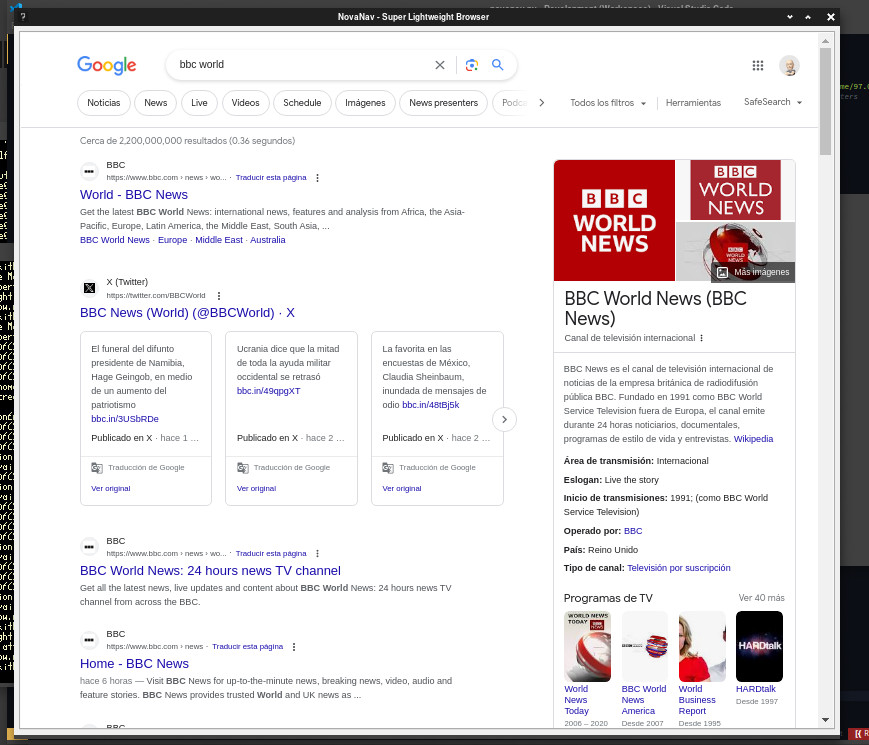 NovaNav - Super Lightweight Browser
Google
bbc world
Noticias
News
Live
Vídeos
Schedule
Imágenes
News presenters
Todos los filtros
Herramientas
SafeSearch
Cerca de 2,200,000,000 resultados (0.36 segundos)
BBC
https://www.bbc.com › news › wo... · Traducir esta página
World - BBC News
Get the latest BBC World News: international news, features and analysis from Africa, the Asia-
Pacific, Europe, Latin America, the Middle East, South Asia, ...
BBC World News · Europe · Middle East · Australia
X (Twitter)
https://twitter.com/BBCWorld
BBC News (World) (@BBCWorld) · X
El funeral del difunto
presidente de Namibia,
Hage Geingob, en medio
de un aumento del
patriotismo
bbc.in/3USbRDe
Publicado en X · hace 1 ...
Traducción de Google
Ver original
Ucrania dice que la mitad
de toda la ayuda militar
occidental se retrasó
bbc.in/49qpgXT
Publicado en X · hace 2 ...
Traducción de Google
Ver original
La favorita en las
encuestas de México,
Claudia Sheinbaum,
inundada de mensajes de
odio bbc.in/48tBj5k
Publicado en X · hace 2 ...
Traducción de Google
Ver original
BBC
https://www.bbc.com › news › wo... · Traducir esta página
BBC World News: 24 hours news TV channel
Get all the latest news, live updates and content about BBC World News: 24 hours news TV
channel from across the BBC.
BBC
https://www.bbc.com › news · Traducir esta página
Home - BBC News
hace 6 horas — Visit BBC News for up-to-the-minute news, breaking news, video, audio and
feature stories. BBC News provides trusted World and UK news as ...
BBC
BBC
WORLD
NEWS
BBC
WORLD
NEWS
Más imágenes
BBC World News (BBC
News)
Canal de televisión internacional
BBC News es el canal de televisión internacional de
noticias de la empresa británica de radiodifusión
pública BBC. Fundado en 1991 como BBC World
Service Television fuera de Europa, el canal emite
durante 24 horas noticiarios, documentales,
programas de estilo de vida y entrevistas. Wikipedia
Área de transmisión: Internacional
Eslogan: Live the story
Inicio de transmisiones: 1991; (como BBC World
Service Television)
Operado por: BBC
País: Reino Unido
Tipo de canal: Televisión por suscripción
Programas de TV
Ver 40 más
WORLD NEWS
TODAY
HARDtalk
World
News
Today
2006 – 2020
BBC World
News
America
Desde 2007
World
Business
Report
Desde 1995
HARDtalk
Desde 1997